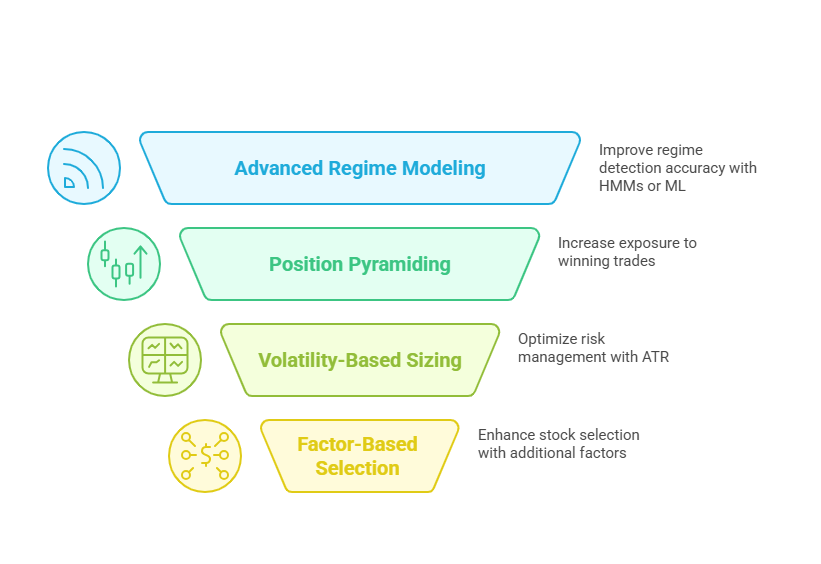 Advanced Regime Modeling
Improve regime
detection accuracy with
HMMs or ML
Position Pyramiding
Increase exposure to
winning trades
Volatility-Based Sizing
Optimize risk
management with ATR
Factor-Based
Selection
Enhance stock selection
with additional factors